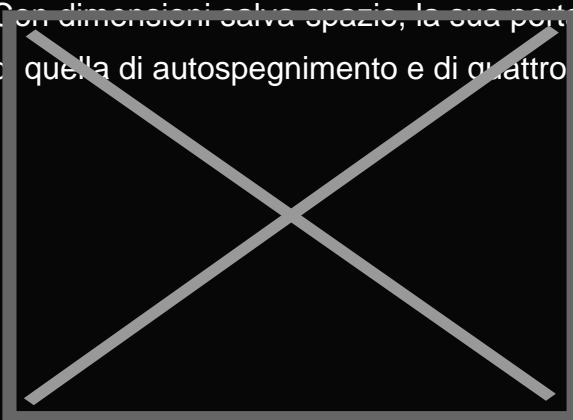 Con dimensioni salva-spazio, la sua
quella di autospegnimento e di quattro